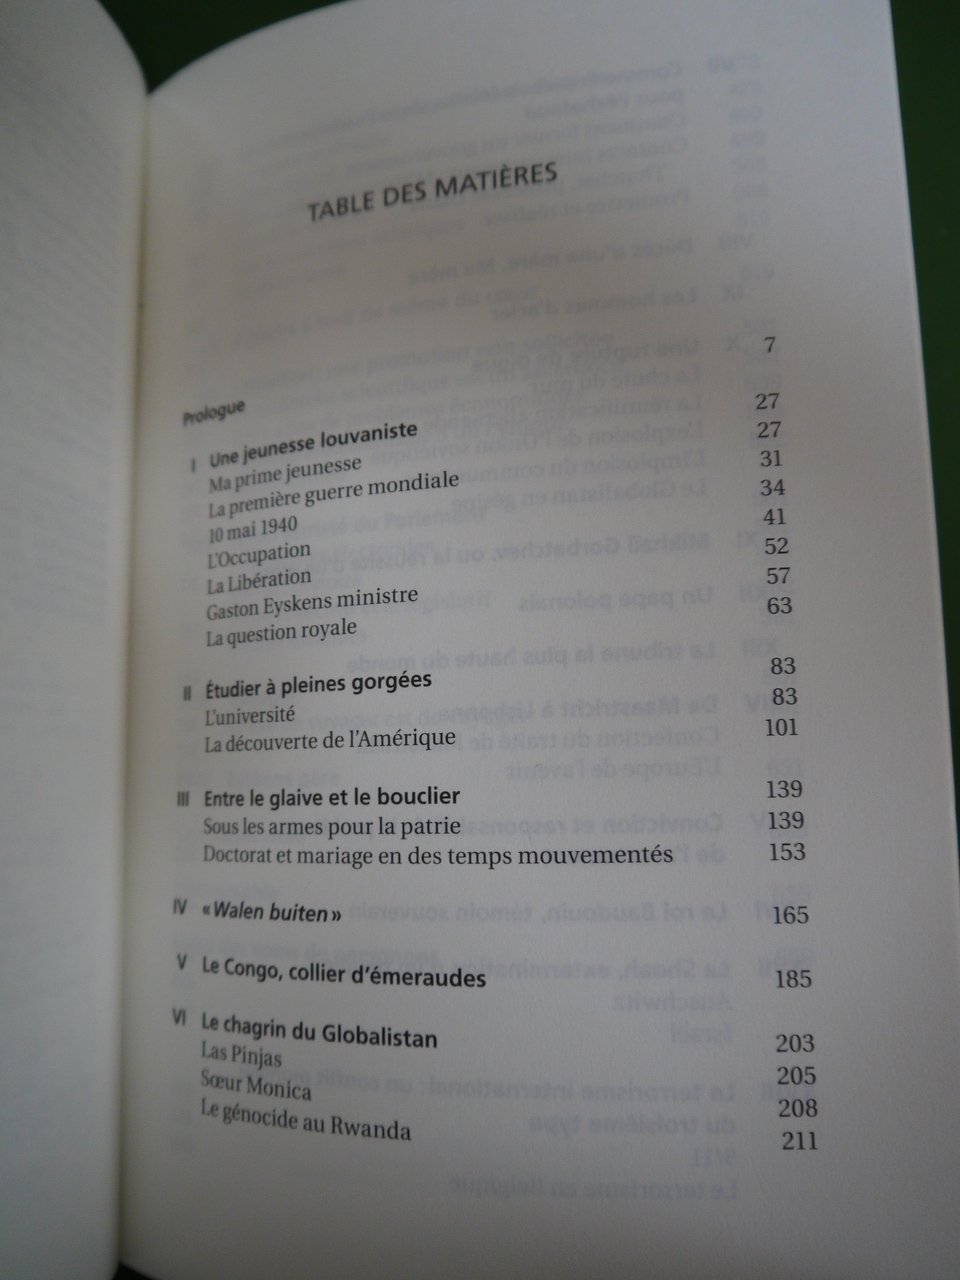 TABLE DES MATIÈRES
Prologue 7
I Une jeunesse louvaniste 27
Ma prime jeunesse 27
La première guerre mondiale 31
10 mai 1940 34
L'Occupation 41
La Libération 52
Gaston Eyskens ministre 57
La question royale 63
II Étudier à pleines gorgées 83
L'université 83
La découverte de l'Amérique 101
III Entre le glaive et le bouclier 139
Sous les armes pour la patrie 139
Doctorat et mariage en des temps mouvementés 153
IV « Walen buiten » 165
V Le Congo, collier d'émeraudes 185
VI Le chagrin du Globalistan 203
Las Pinjas 205
Sœur Monica 208
Le génocide au Rwanda 211